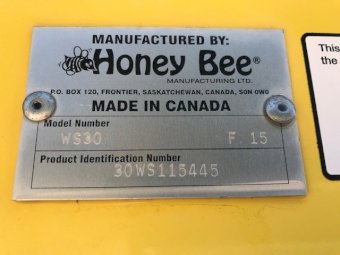 MANUFACTURED BY:
Honey Bee®
MANUFACTURING LTD.
P.O. BOX 120, FRONTIER, SASKATCHEWAN, CANADA, S0N 0W0
MADE IN CANADA
Model Number
WS30 F.15
Product Identification Number
30WS115445
This
the